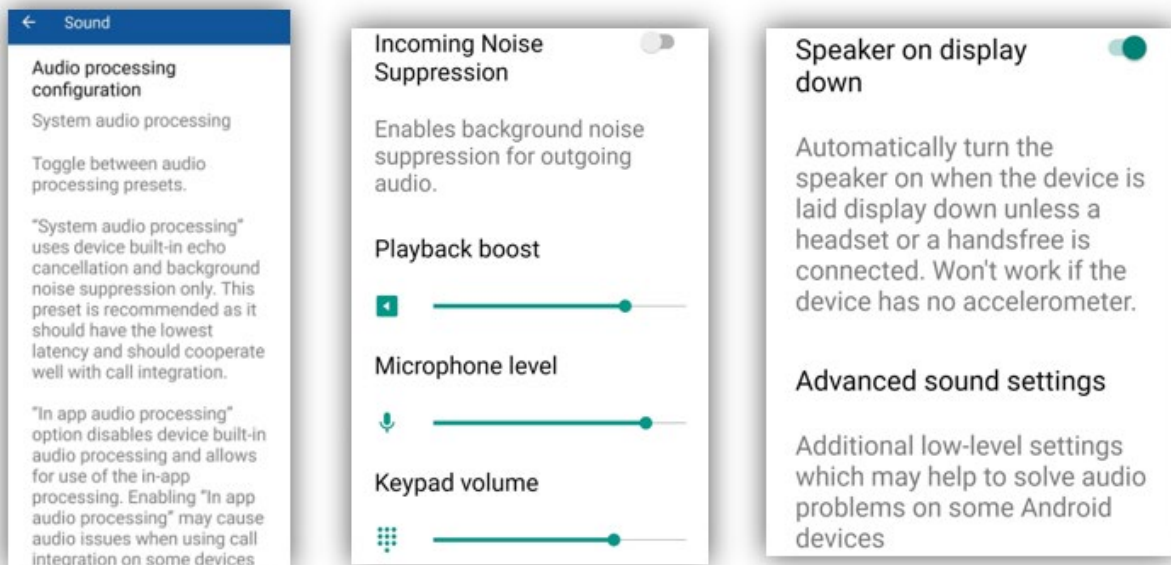 Sound
Audio processing
configuration
System audio processing
Toggle between audio
processing presets.
“System audio processing”
uses device built-in echo
cancellation and background
noise suppression only. This
preset is recommended as it
should have the lowest
latency and should cooperate
well with call integration.
“In app audio processing”
option disables device built-in
audio processing and allows
for use of the in-app
processing. Enabling “In app
audio processing” may cause
audio issues when using call
integration on some devices
Incoming Noise
Suppression
Enables background noise
suppression for outgoing
audio.
Playback boost
Microphone level
Keypad volume
Speaker on display
down
Automatically turn the
speaker on when the device is
laid display down unless a
headset or a handsfree is
connected. Won't work if the
device has no accelerometer.
Advanced sound settings
Additional low-level settings
which may help to solve audio
problems on some Android
devices